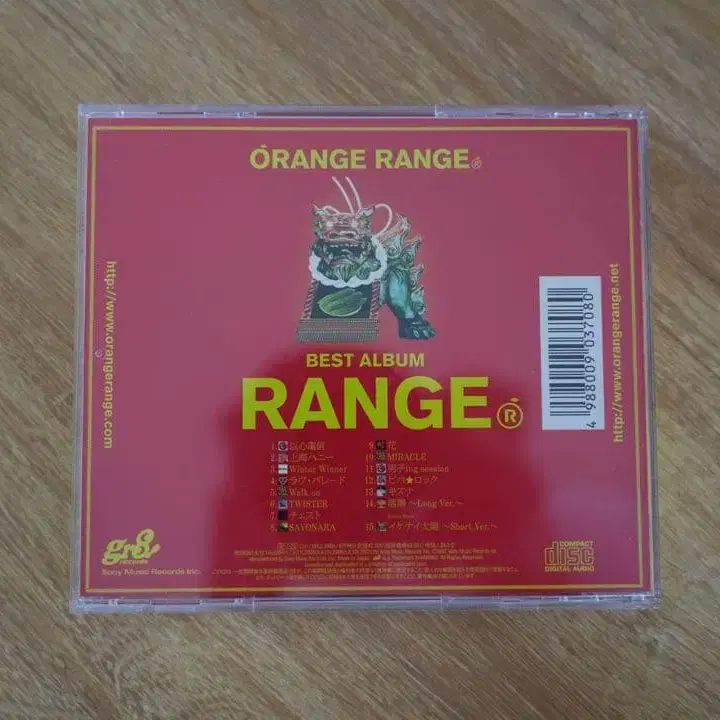 ÓRANGE RANGE®
http://www.orangerange.com
http://www.orangerange.net
4 988009 037080
BEST ALBUM
RANGE®
1. 以心電信
2. 上海ハニー
3. Winter Winner
4. ラヴ・パレード
5. Walk on
6. TWISTER
7. チェスト
8. SAYONARA
9. 花
10. MIRACLE
11. 男子ing session
12. ビバ★ロック
13. キズナ
14. 落陽 〜Long Ver.〜
15. イケナイ太陽 〜Short Ver.〜
gr8!
records
Sony Music Records Inc.
COMPACT
disc
DIGITAL AUDIO